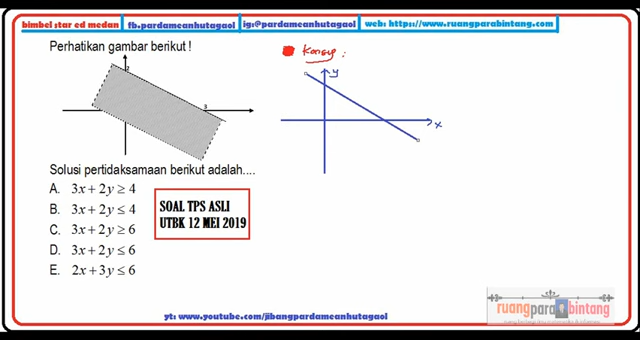 bimbel star ed medan fb.pardameanhutagaol ig:@pardameanhutagaol web: https://www.ruangparabintang.com
Perhatikan gambar berikut !
Konsep :
2
3
y
x
Solusi pertidaksamaan berikut adalah....
A. 3x + 2y ≥ 4
B. 3x + 2y ≤ 4
C. 3x + 2y ≥ 6
D. 3x + 2y ≤ 6
E. 2x + 3y ≤ 6
SOAL TPS ASLI
UTBK 12 MEI 2019
ruangparabintang
yt: www.youtube.com/jibangpardameanhutagaol